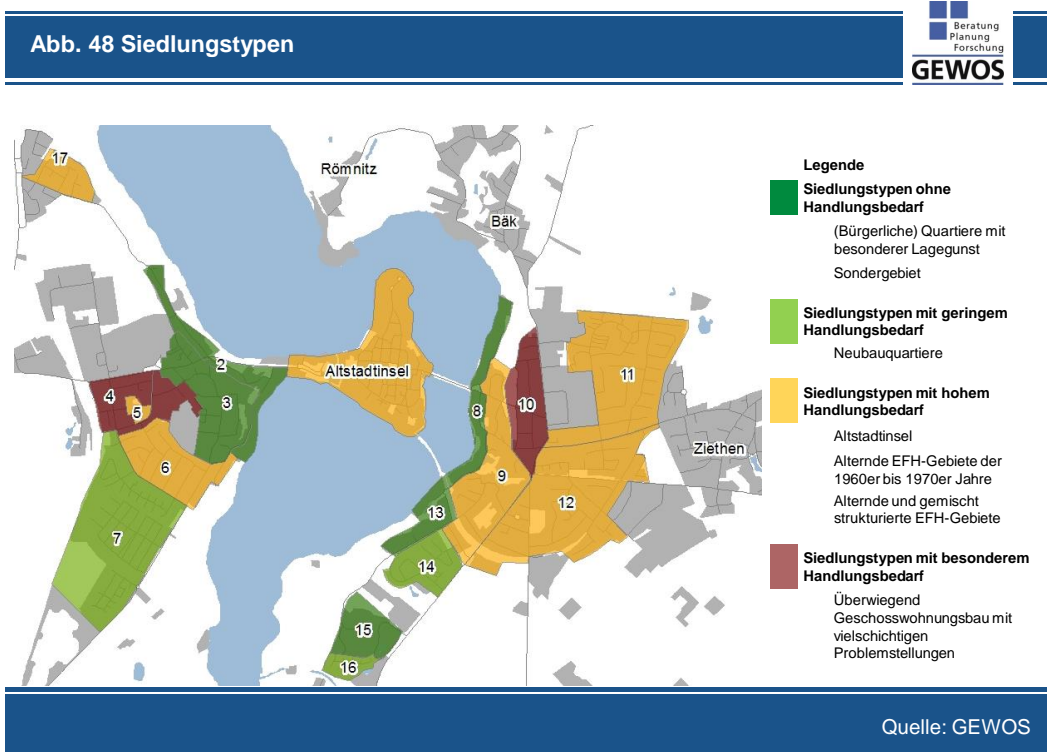 Abb. 48 Siedlungstypen
Beratung
Planung
Forschung
GEWOS
17
Römnitz
Bäk
2
3
4
5
6
7
Altstadtinsel
8
9
10
11
12
Ziethen
13
14
15
16
Legende
Siedlungstypen ohne
Handlungsbedarf
(Bürgerliche) Quartiere mit
besonderer Lagegunst
Sondergebiet
Siedlungstypen mit geringem
Handlungsbedarf
Neubauquartiere
Siedlungstypen mit hohem
Handlungsbedarf
Altstadtinsel
Alternde EFH-Gebiete der
1960er bis 1970er Jahre
Alternde und gemischt
strukturierte EFH-Gebiete
Siedlungstypen mit besonderem
Handlungsbedarf
Überwiegend
Geschosswohnungsbau mit
vielschichtigen
Problemstellungen
Quelle: GEWOS